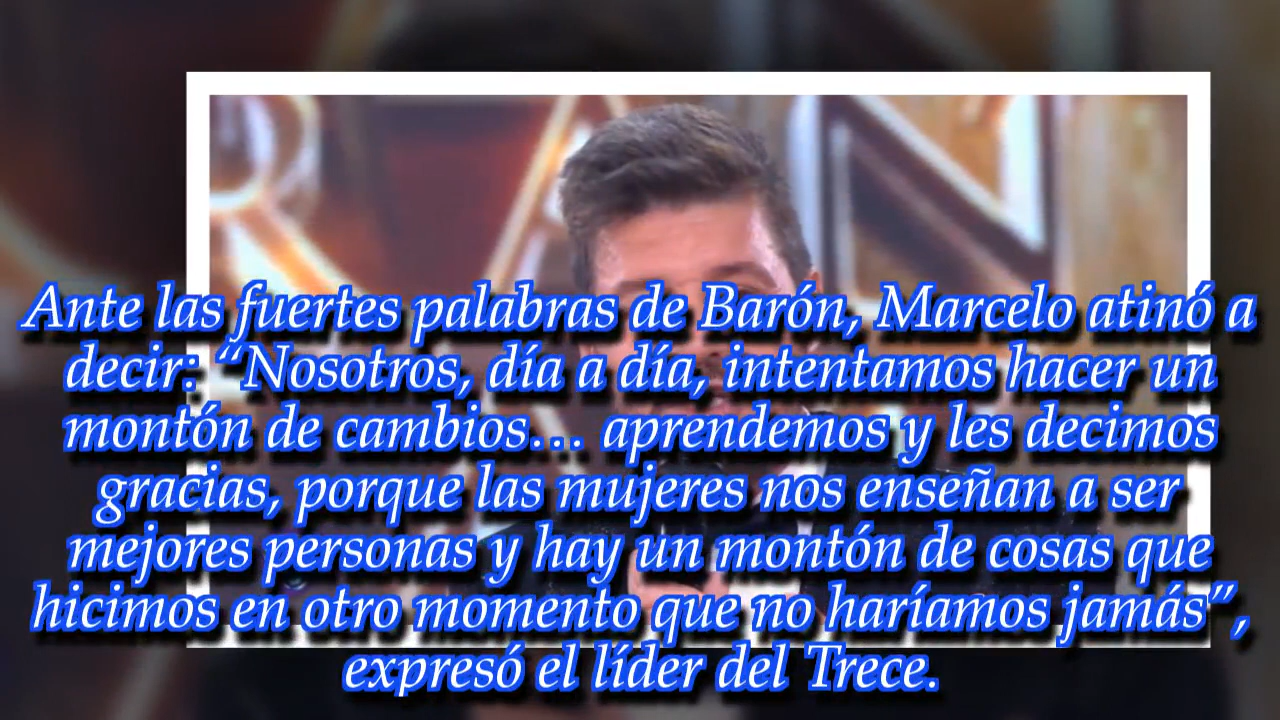 RAN
Ante las fuertes palabras de Barón, Marcelo atinó a
decir: “Nosotros, día a día, intentamos hacer un
montón de cambios… aprendemos y les decimos
gracias, porque las mujeres nos enseñan a ser
mejores personas y hay un montón de cosas que
hicimos en otro momento que no haríamos jamás”,
expresó el líder del Trece.